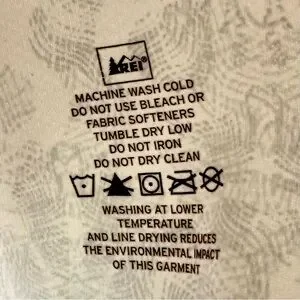 REI®
MACHINE WASH COLD
DO NOT USE BLEACH OR
FABRIC SOFTENERS
TUMBLE DRY LOW
DO NOT IRON
DO NOT DRY CLEAN
WASHING AT LOWER
TEMPERATURE
AND LINE DRYING REDUCES
THE ENVIRONMENTAL IMPACT
OF THIS GARMENT